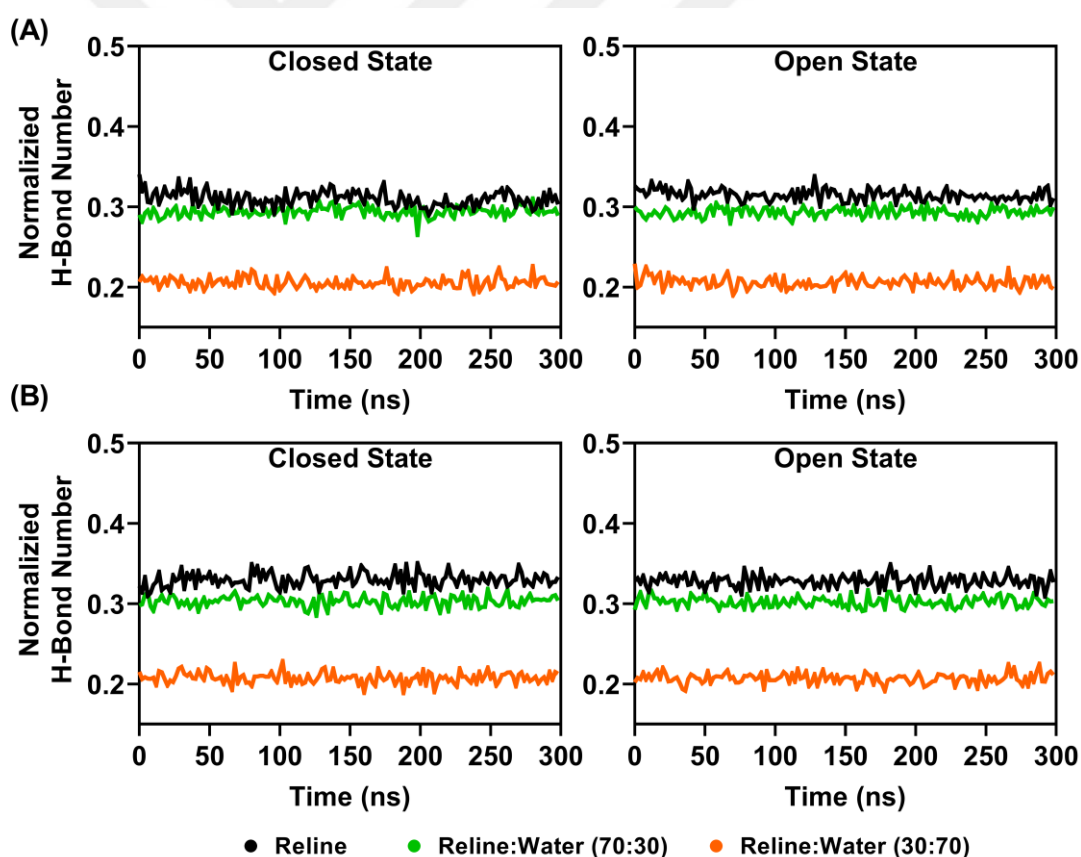 (A)
Closed State
Open State
Normalizied
H-Bond Number
0.5
0.4
0.3
0.2
0 50 100 150 200 250 300
Time (ns)
0.5
0.4
0.3
0.2
0 50 100 150 200 250 300
Time (ns)
(B)
Closed State
Open State
Normalizied
H-Bond Number
0.5
0.4
0.3
0.2
0 50 100 150 200 250 300
Time (ns)
0.5
0.4
0.3
0.2
0 50 100 150 200 250 300
Time (ns)
Reline Reline:Water (70:30) Reline:Water (30:70)